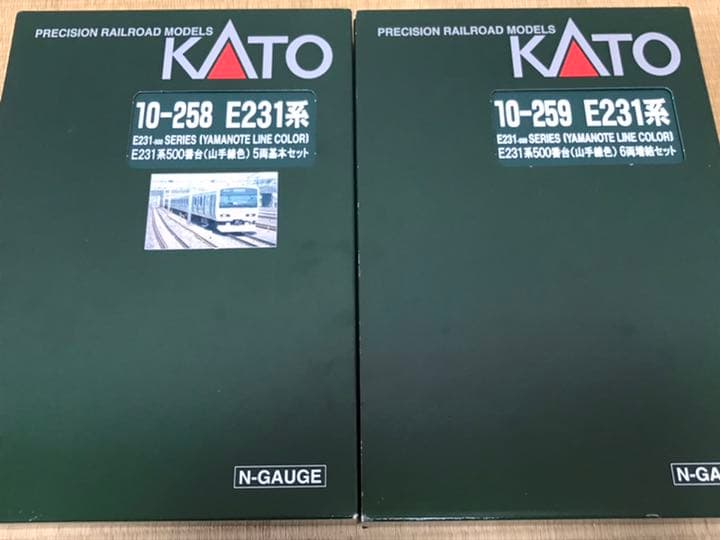 PRECISION RAILROAD MODELS
KATO
10-258 E231系
E231-500 SERIES (YAMANOTE LINE COLOR)
E231系500番台(山手線色) 5両基本セット
N-GAUGE
PRECISION RAILROAD MODELS
KATO
10-259 E231系
E231-500 SERIES (YAMANOTE LINE COLOR)
E231系500番台(山手線色) 6両増結セット
N-GA